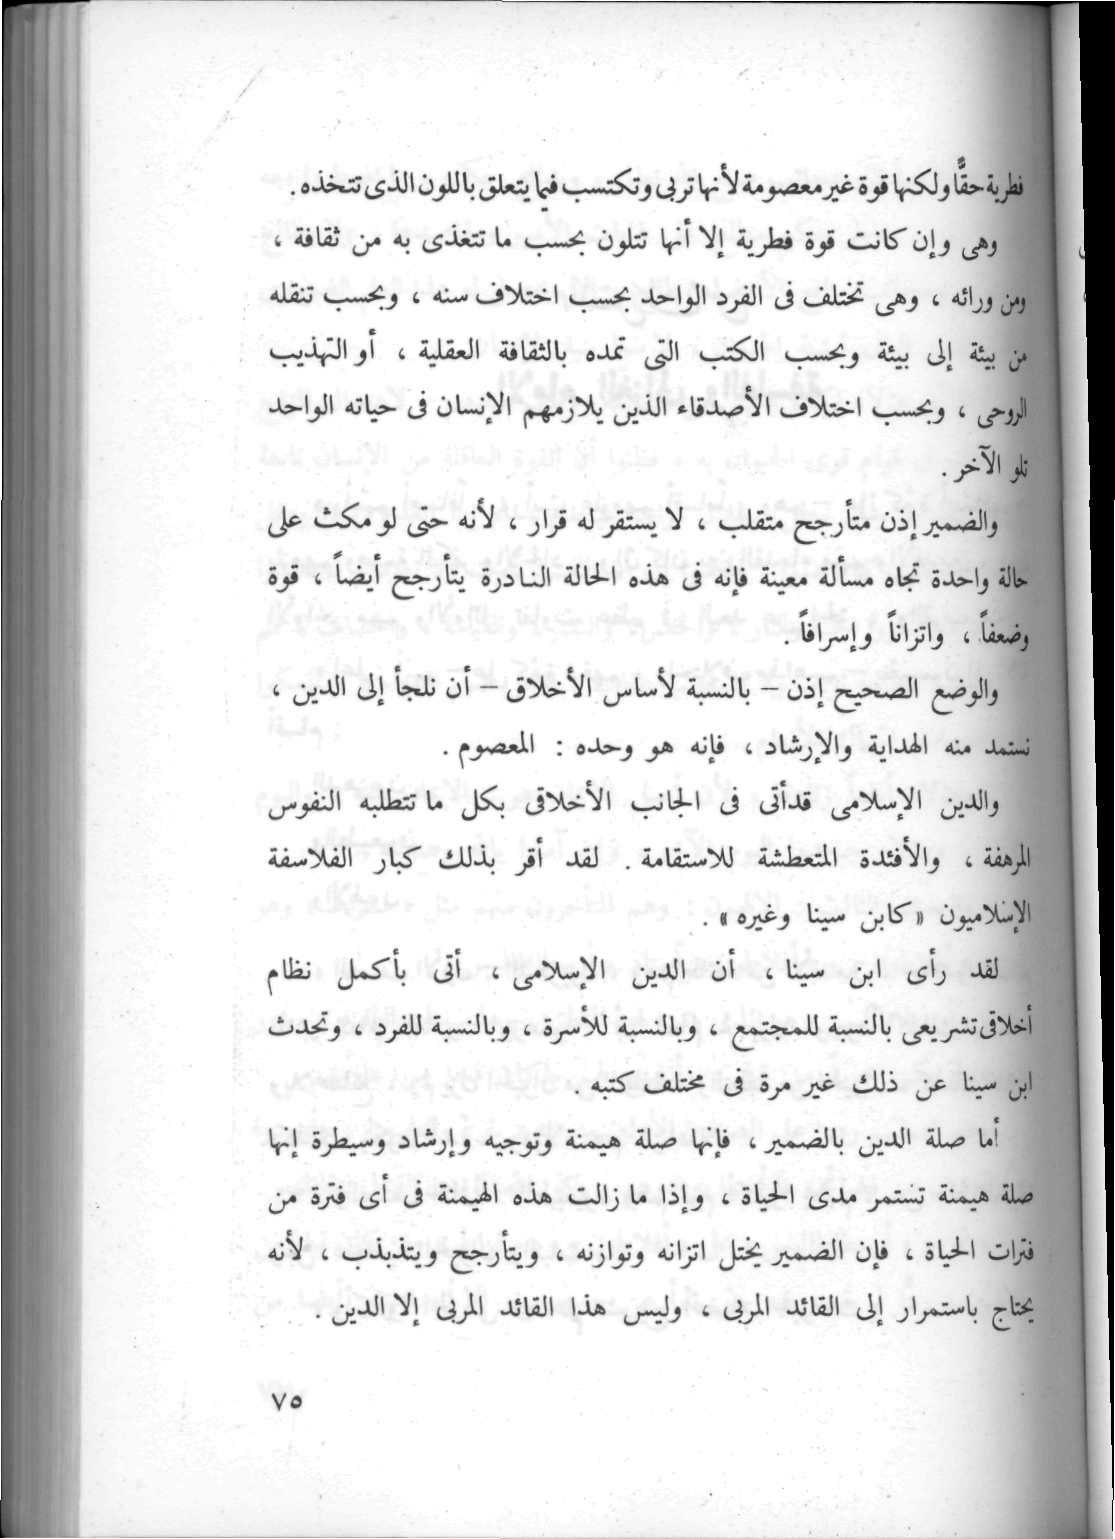 فطرية حقًّا ولكنها قوة غير معصومة لأنها تربى وتكتسب فيما يتعلق باللون الذى تتخذه .
وهى وإن كانت قوة فطرية إلا أنها تتلون بحسب ما تتغذى به من ثقافة ،
ومن ورائه ، وهى تختلف فى الفرد الواحد بحسب اختلاف سنه ، وبحسب تنقله
من بيئة إلى بيئة وبحسب الكتب التى تمده بالثقافة العقلية ، أو التهذيب
الروحى ، وبحسب اختلاف الأصدقاء الذين يلازمهم الإنسان فى حياته الواحد
تلو الآخر .
والضمير إذن متأرجح متقلب ، لا يستقر له قرار ، لأنه حتى لو مكث على
حالة واحدة تجاه مسألة معينة فإنه فى هذه الحالة النادرة يتأرجح أيضاً ، قوة
وضعفاً ، واتزاناً وإسرافاً .
والوضع الصحيح إذن – بالنسبة لأساس الأخلاق – أن نلجأ إلى الدين ،
نستمد منه الهداية والإرشاد ، فإنه هو وحده : المعصوم .
والدين الإسلامى قدأتى فى الجانب الأخلاقى بكل ما تتطلبه النفوس
المرهفة ، والأفئدة المتعطشة للاستقامة . لقد أقر بذلك كبار الفلاسفة
الإسلاميون « كابن سينا وغيره » .
لقد رأى ابن سينا ، أن الدين الإسلامى ، أتى بأكمل نظام
أخلاقى تشريعى بالنسبة للمجتمع ، وبالنسبة للأسرة ، وبالنسبة للفرد ، وتحدث
ابن سينا عن ذلك غير مرة فى مختلف كتبه .
أما صلة الدين بالضمير ، فإنها صلة هيمنة وتوجيه وإرشاد وسيطرة إنها
صلة هيمنة تستمر مدى الحياة ، وإذا ما زالت هذه الهيمنة فى أى فترة من
فترات الحياة ، فإن الضمير يختل اتزانه وتوازنه ، ويتأرجح ويتذبذب ، لأنه
يحتاج باستمرار إلى القائد المربى ، وليس هذا القائد المربى إلا الدين .
٧٥